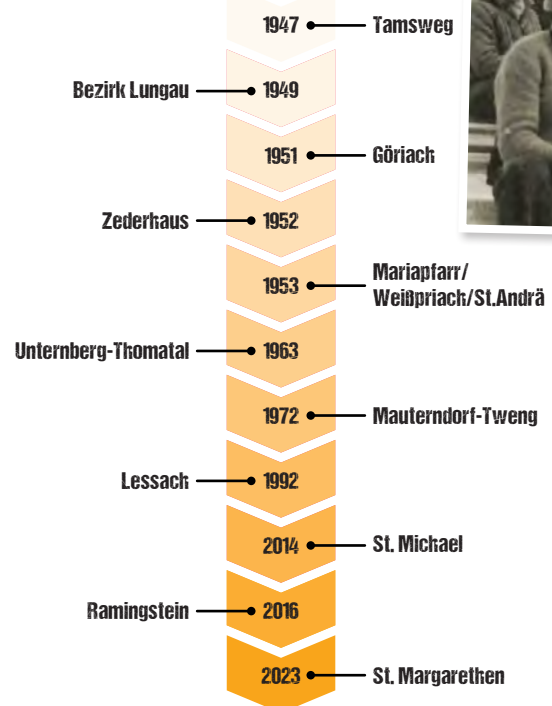 1947 Tamsweg
Bezirk Lungau 1949
1951 Göriach
Zederhaus 1952
1953 Mariapfarr/
Weißpriach/St.Andrä
Unternberg-Thomatal 1963
1972 Mauterndorf-Tweng
Lessach 1992
2014 St. Michael
Ramingstein 2016
2023 St. Margarethen